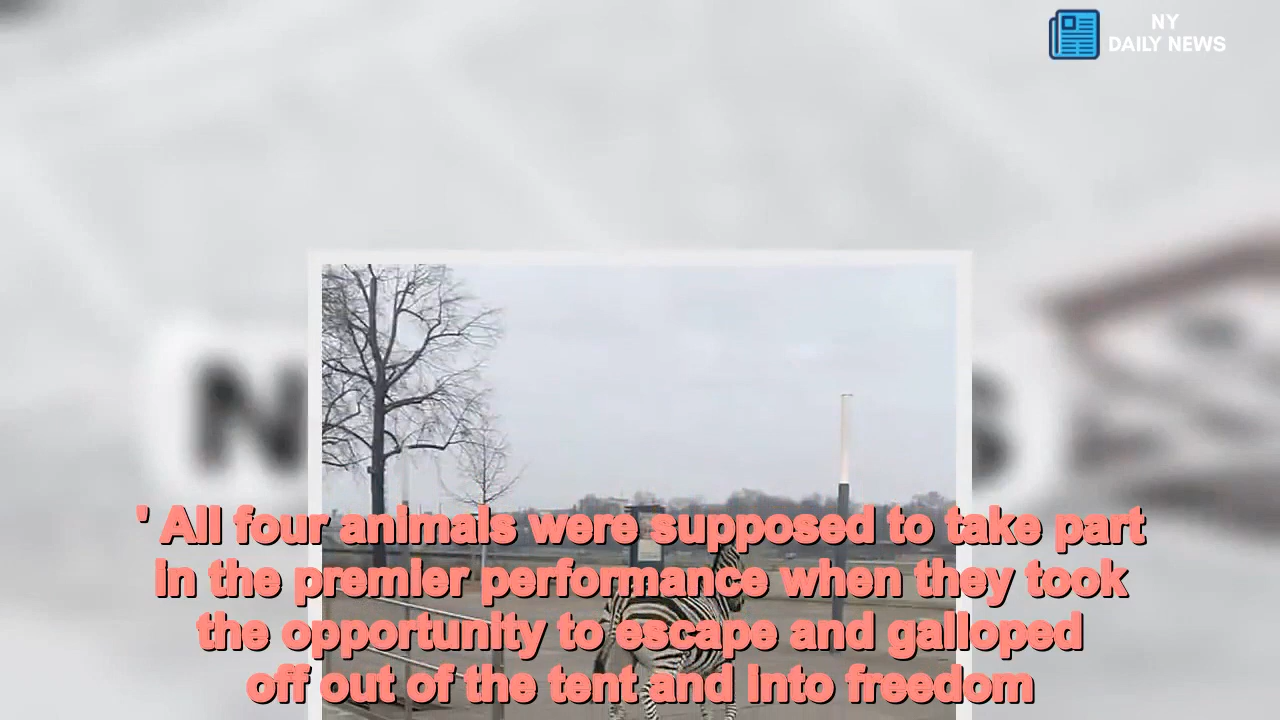 NY
DAILY NEWS
' All four animals were supposed to take part
in the premier performance when they took
the opportunity to escape and galloped
off out of the tent and into freedom